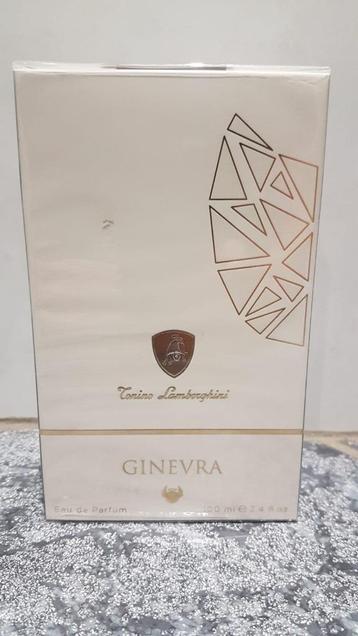 Tonino Lamborghini
GINEVRA
Eau de Parfum 100 ml e 3.4 fl oz